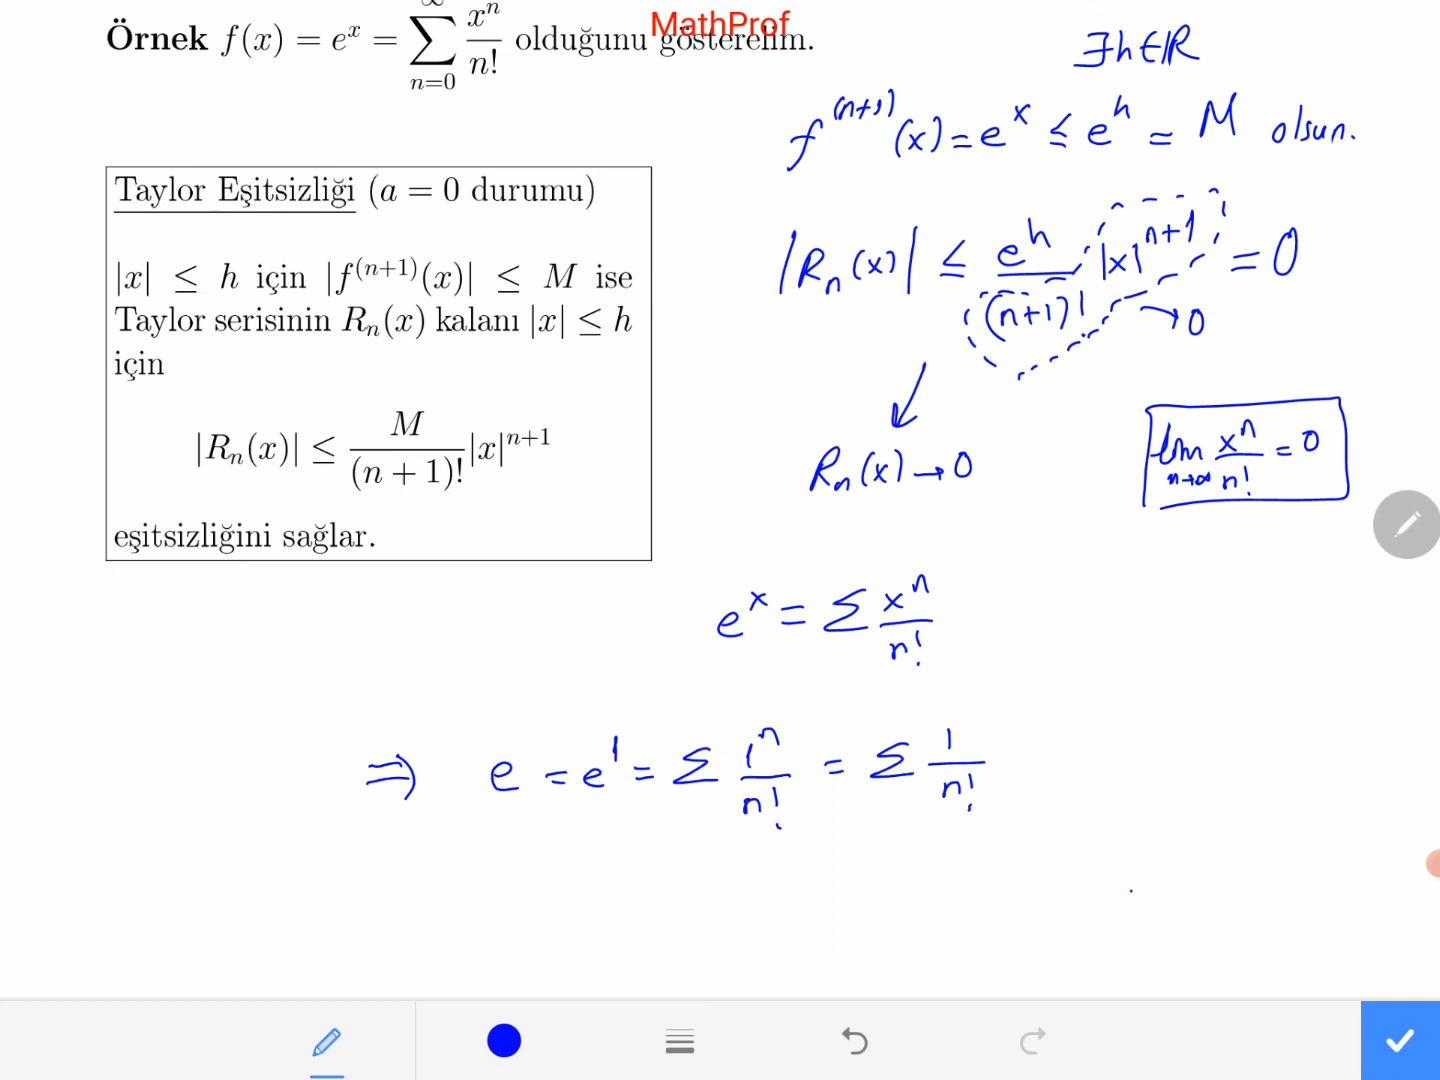 MathProf
Örnek f(x) = e^x = ∑_{n=0}^{∞} x^n/n! olduğunu gösterelim.
Taylor Eşitsizliği (a = 0 durumu)
|x| ≤ h için |f^{(n+1)}(x)| ≤ M ise
Taylor serisinin R_n(x) kalanı |x| ≤ h
için
|R_n(x)| ≤ M/(n + 1)! |x|^{n+1}
eşitsizliğini sağlar.
∃h∈ℝ
f^{(n+1)}(x) = e^x ≤ e^h = M olsun.
|R_n(x)| ≤ e^h/(n+1)! · |x|^{n+1} = 0
→ 0
R_n(x) → 0
lim_{n→∞} x^n/n! = 0
e^x = ∑ x^n/n!
⇒ e = e^1 = ∑ 1^n/n! = ∑ 1/n!